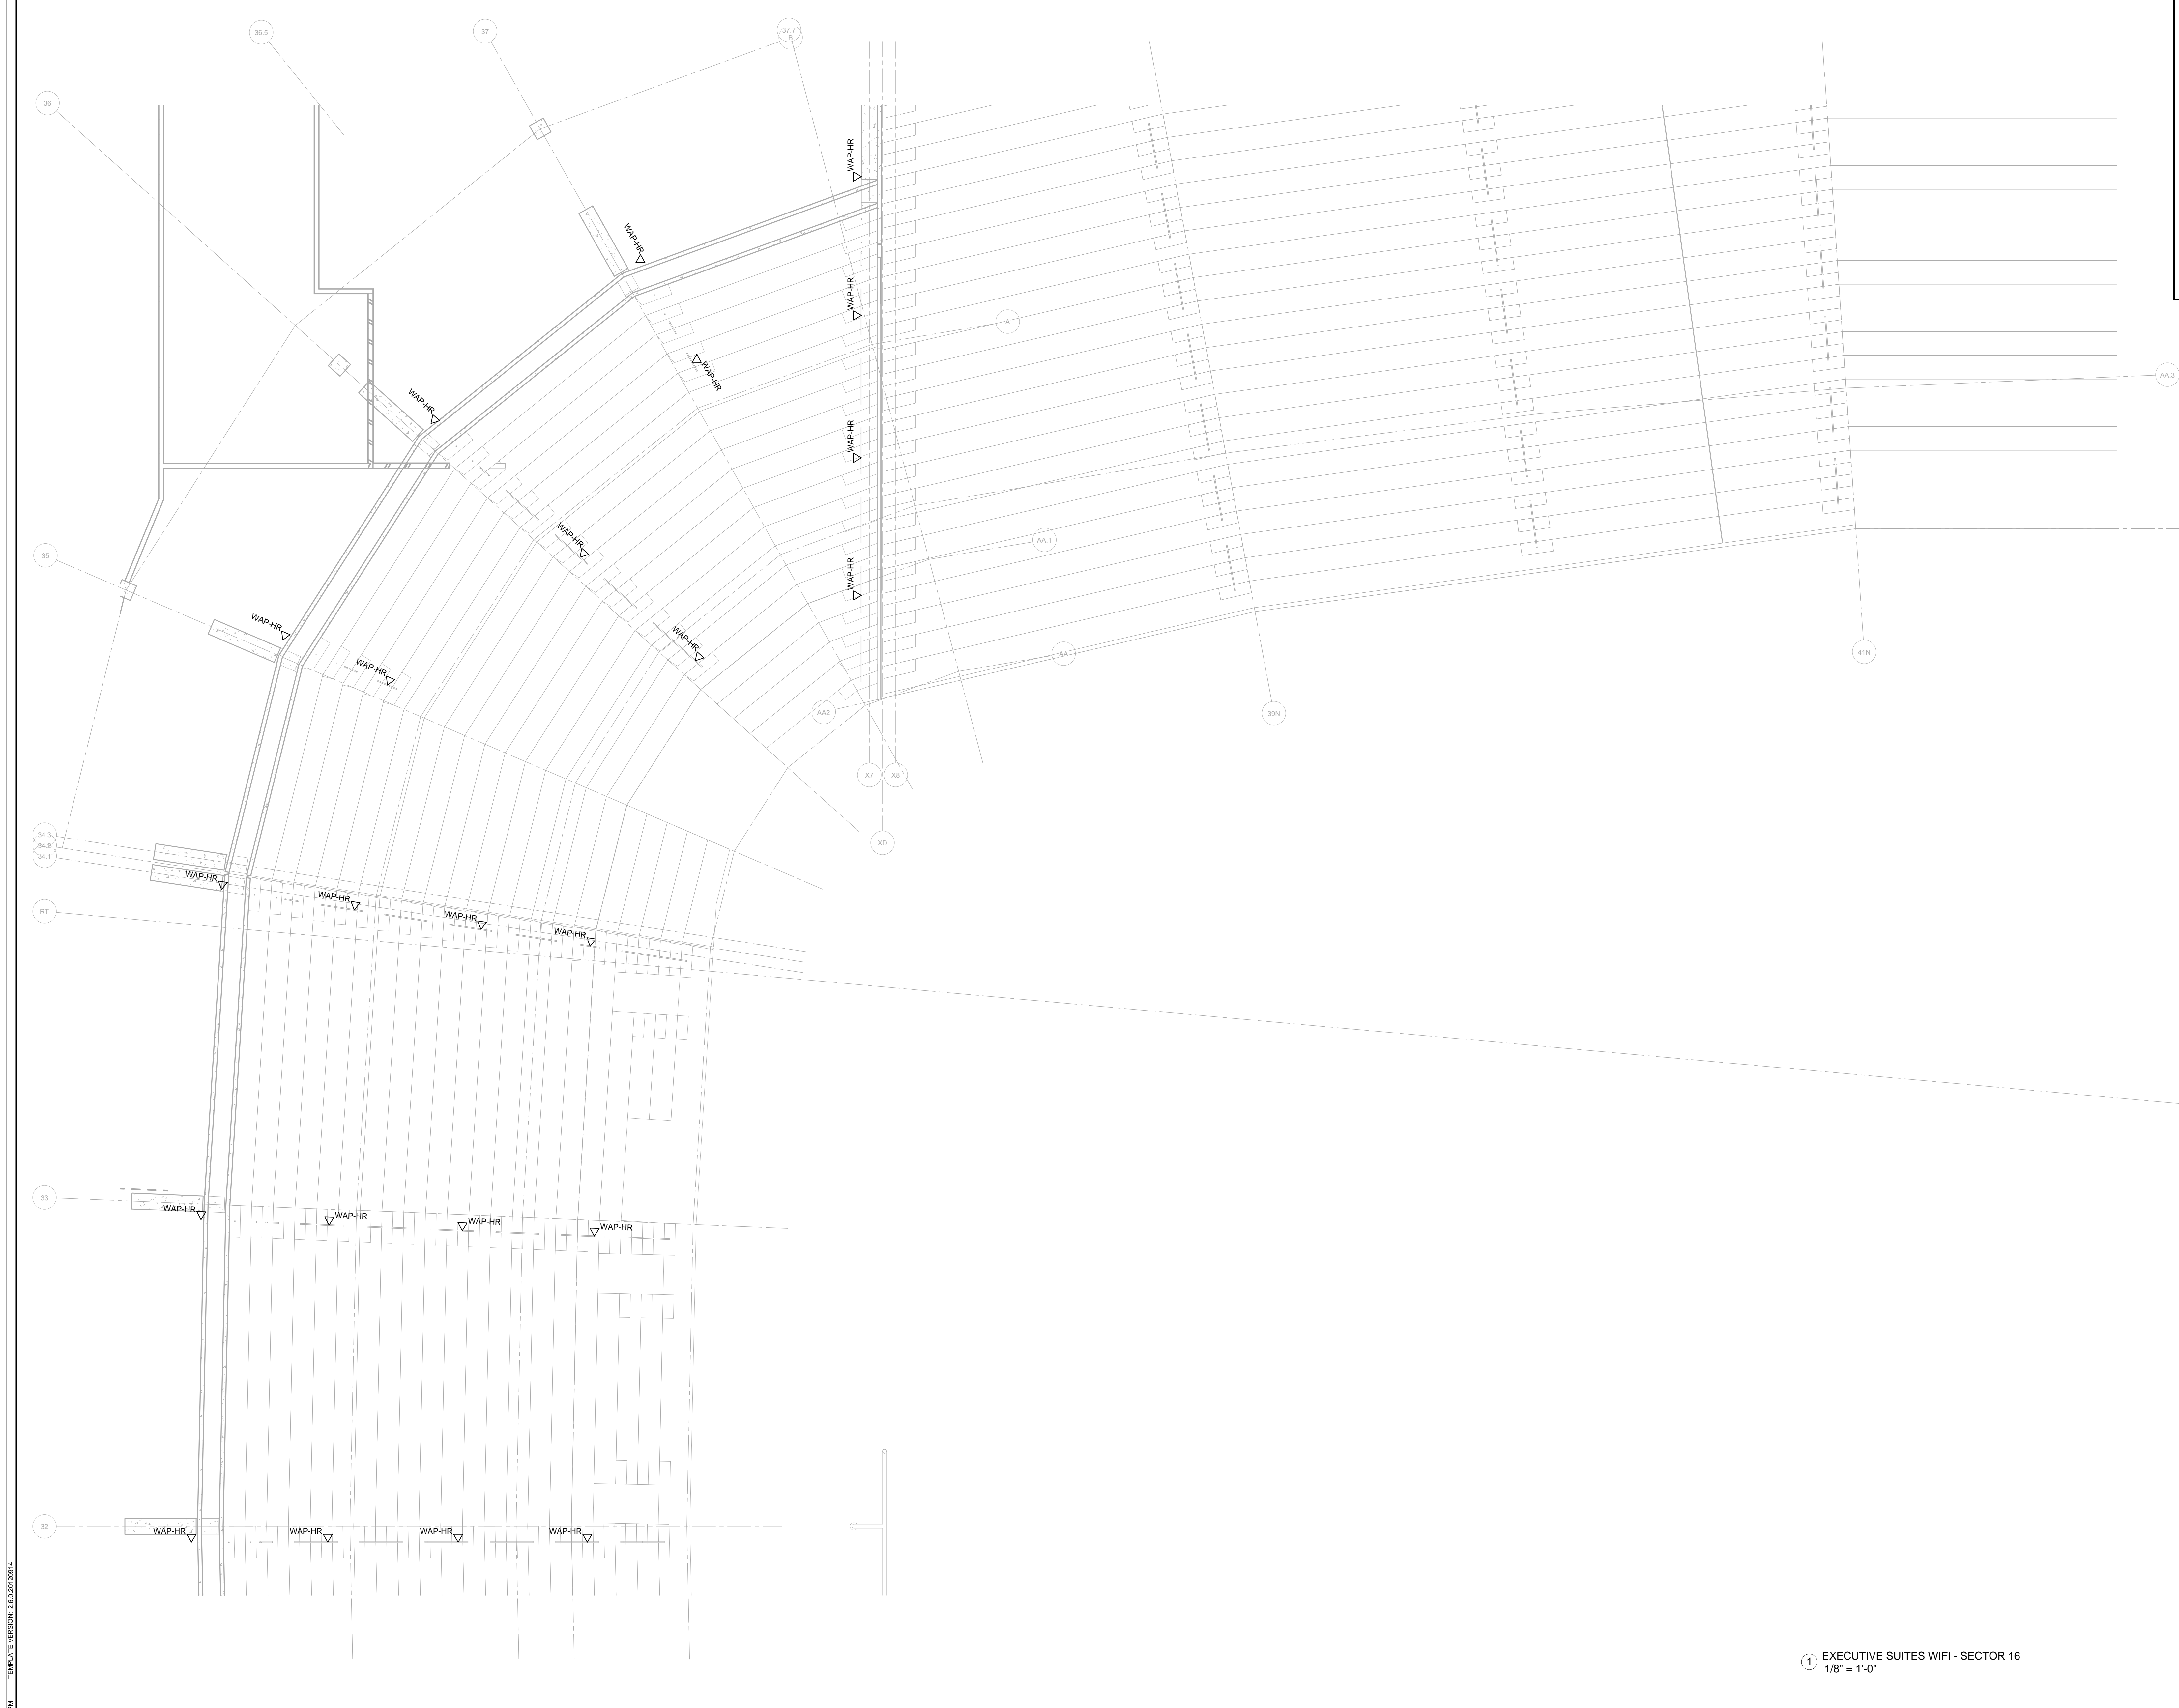 36.5
37
37.7
B
36
WAP-HR
WAP-HR
WAP-HR
A
WAP-HR
AA.3
WAP-HR
WAP-HR
WAP-HR
AA.1
35
WAP-HR
WAP-HR
WAP-HR
WAP-HR
AA
41N
AA2
39N
X7
X8
34.3
34.2
34.1
XD
WAP-HR
WAP-HR
RT
WAP-HR
WAP-HR
33
WAP-HR
WAP-HR
WAP-HR
WAP-HR
32
WAP-HR
WAP-HR
WAP-HR
WAP-HR
TEMPLATE VERSION: 2.6.0.20120914
PM
1
EXECUTIVE SUITES WIFI - SECTOR 16
1/8" = 1'-0"